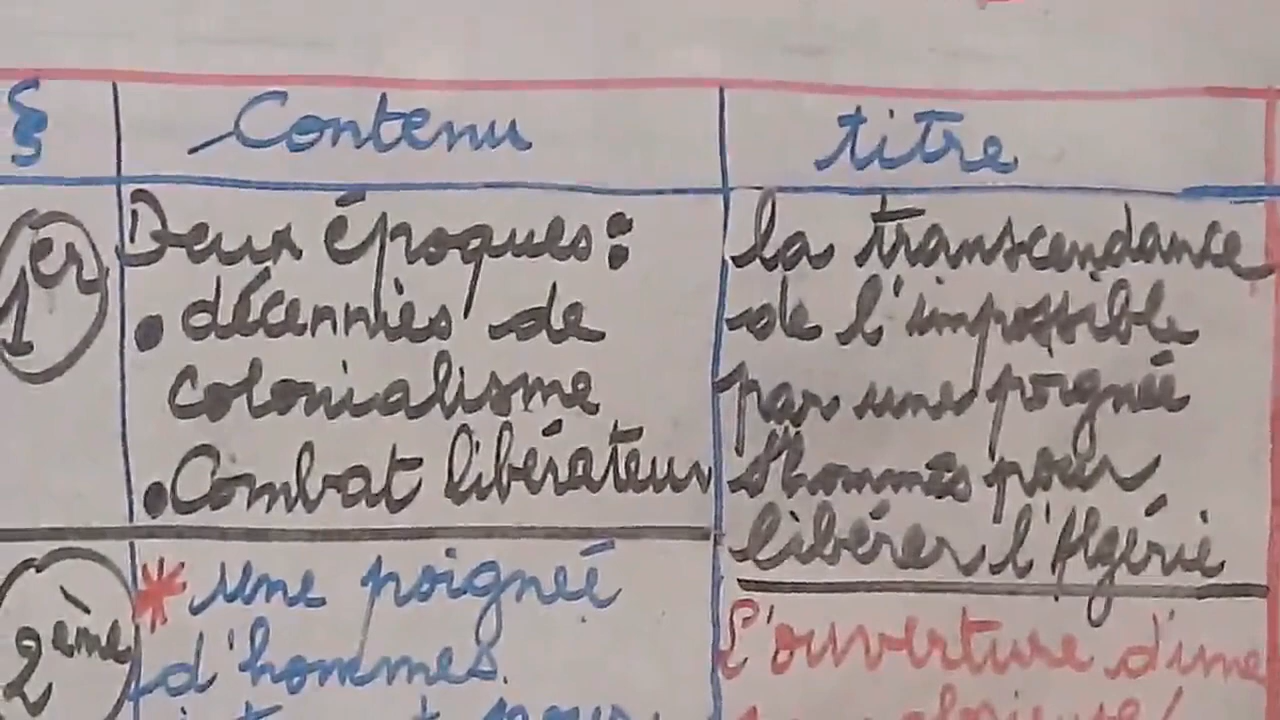 § Contenu titre
1er
Deux époques:
• décennies de
colonialisme
• Combat libérateur
la transcendance
de l'impossible
par une poignée
d'hommes pour
libérer l'Algérie
2ème
* une poignée
d'hommes
l'ouverture d'une